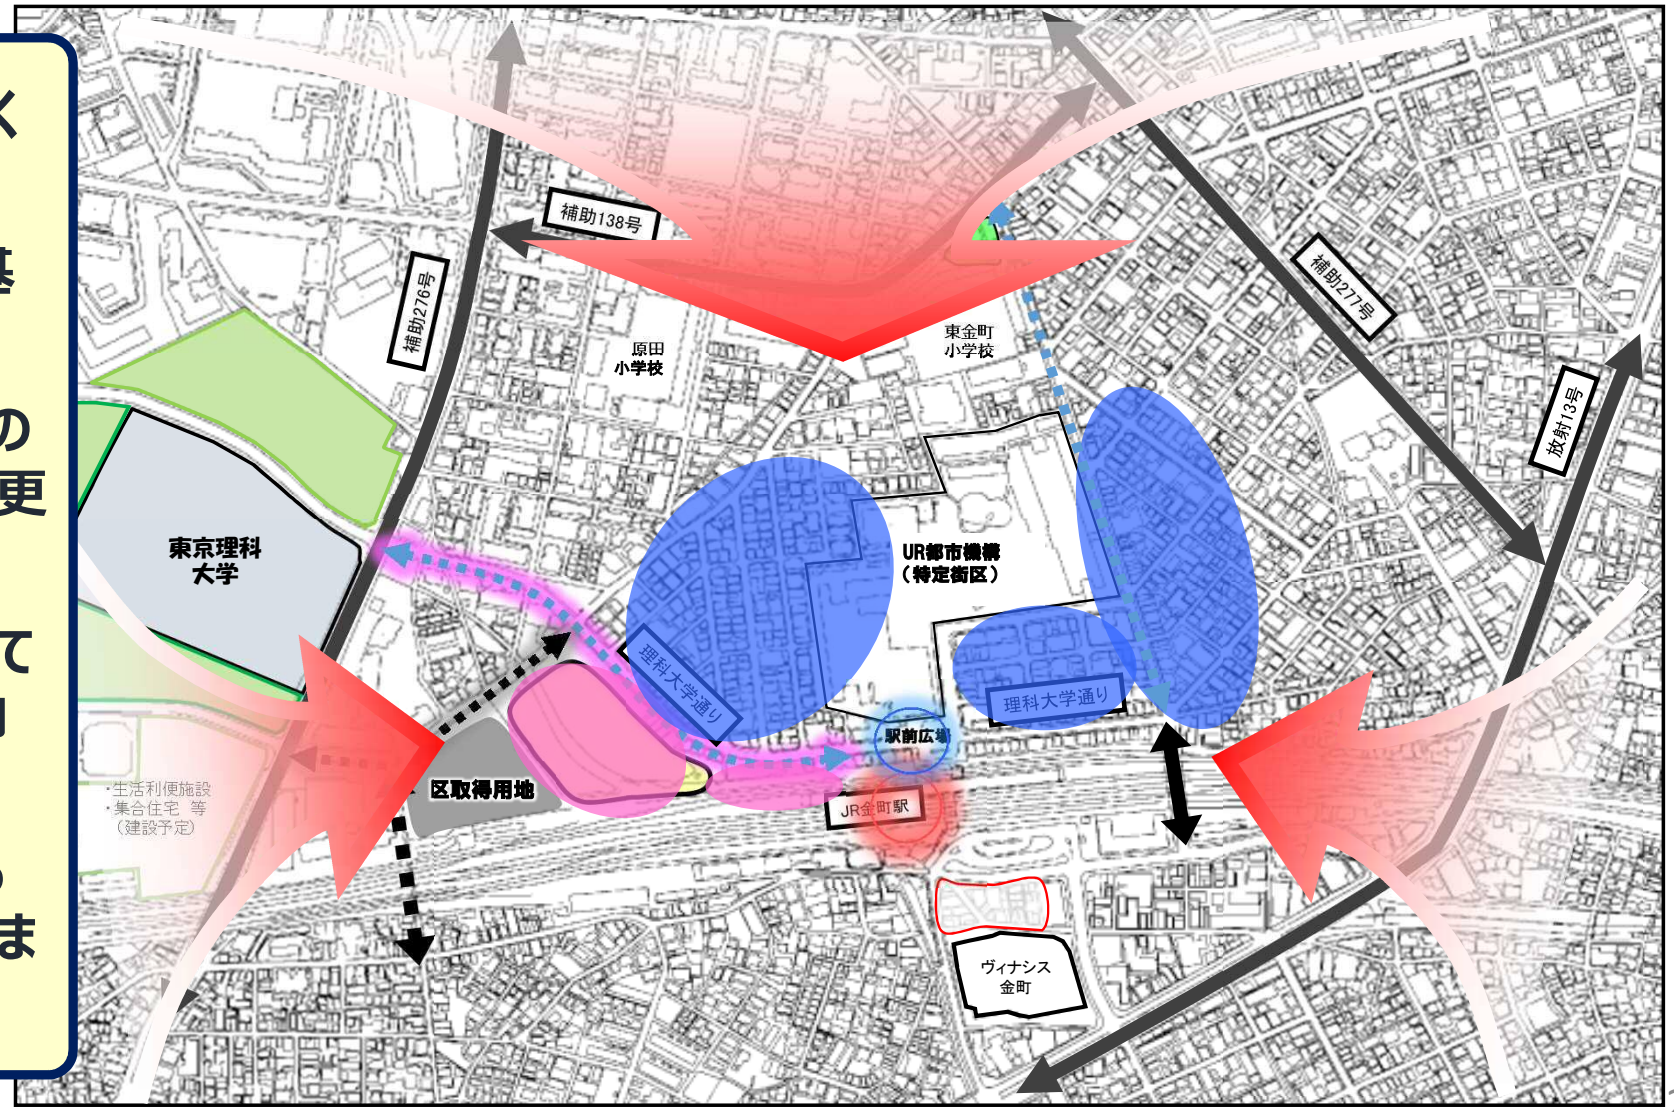 く
基
の
更
て
ま
補助138号
補助276号
補助277号
放射13号
原田
小学校
東金町
小学校
東京理科
大学
UR都市機構
(特定街区)
理科大学通り
理科大学通り
駅前広場
区取得用地
JR金町駅
・生活利便施設
・集合住宅 等
(建設予定)
ヴィナシス
金町